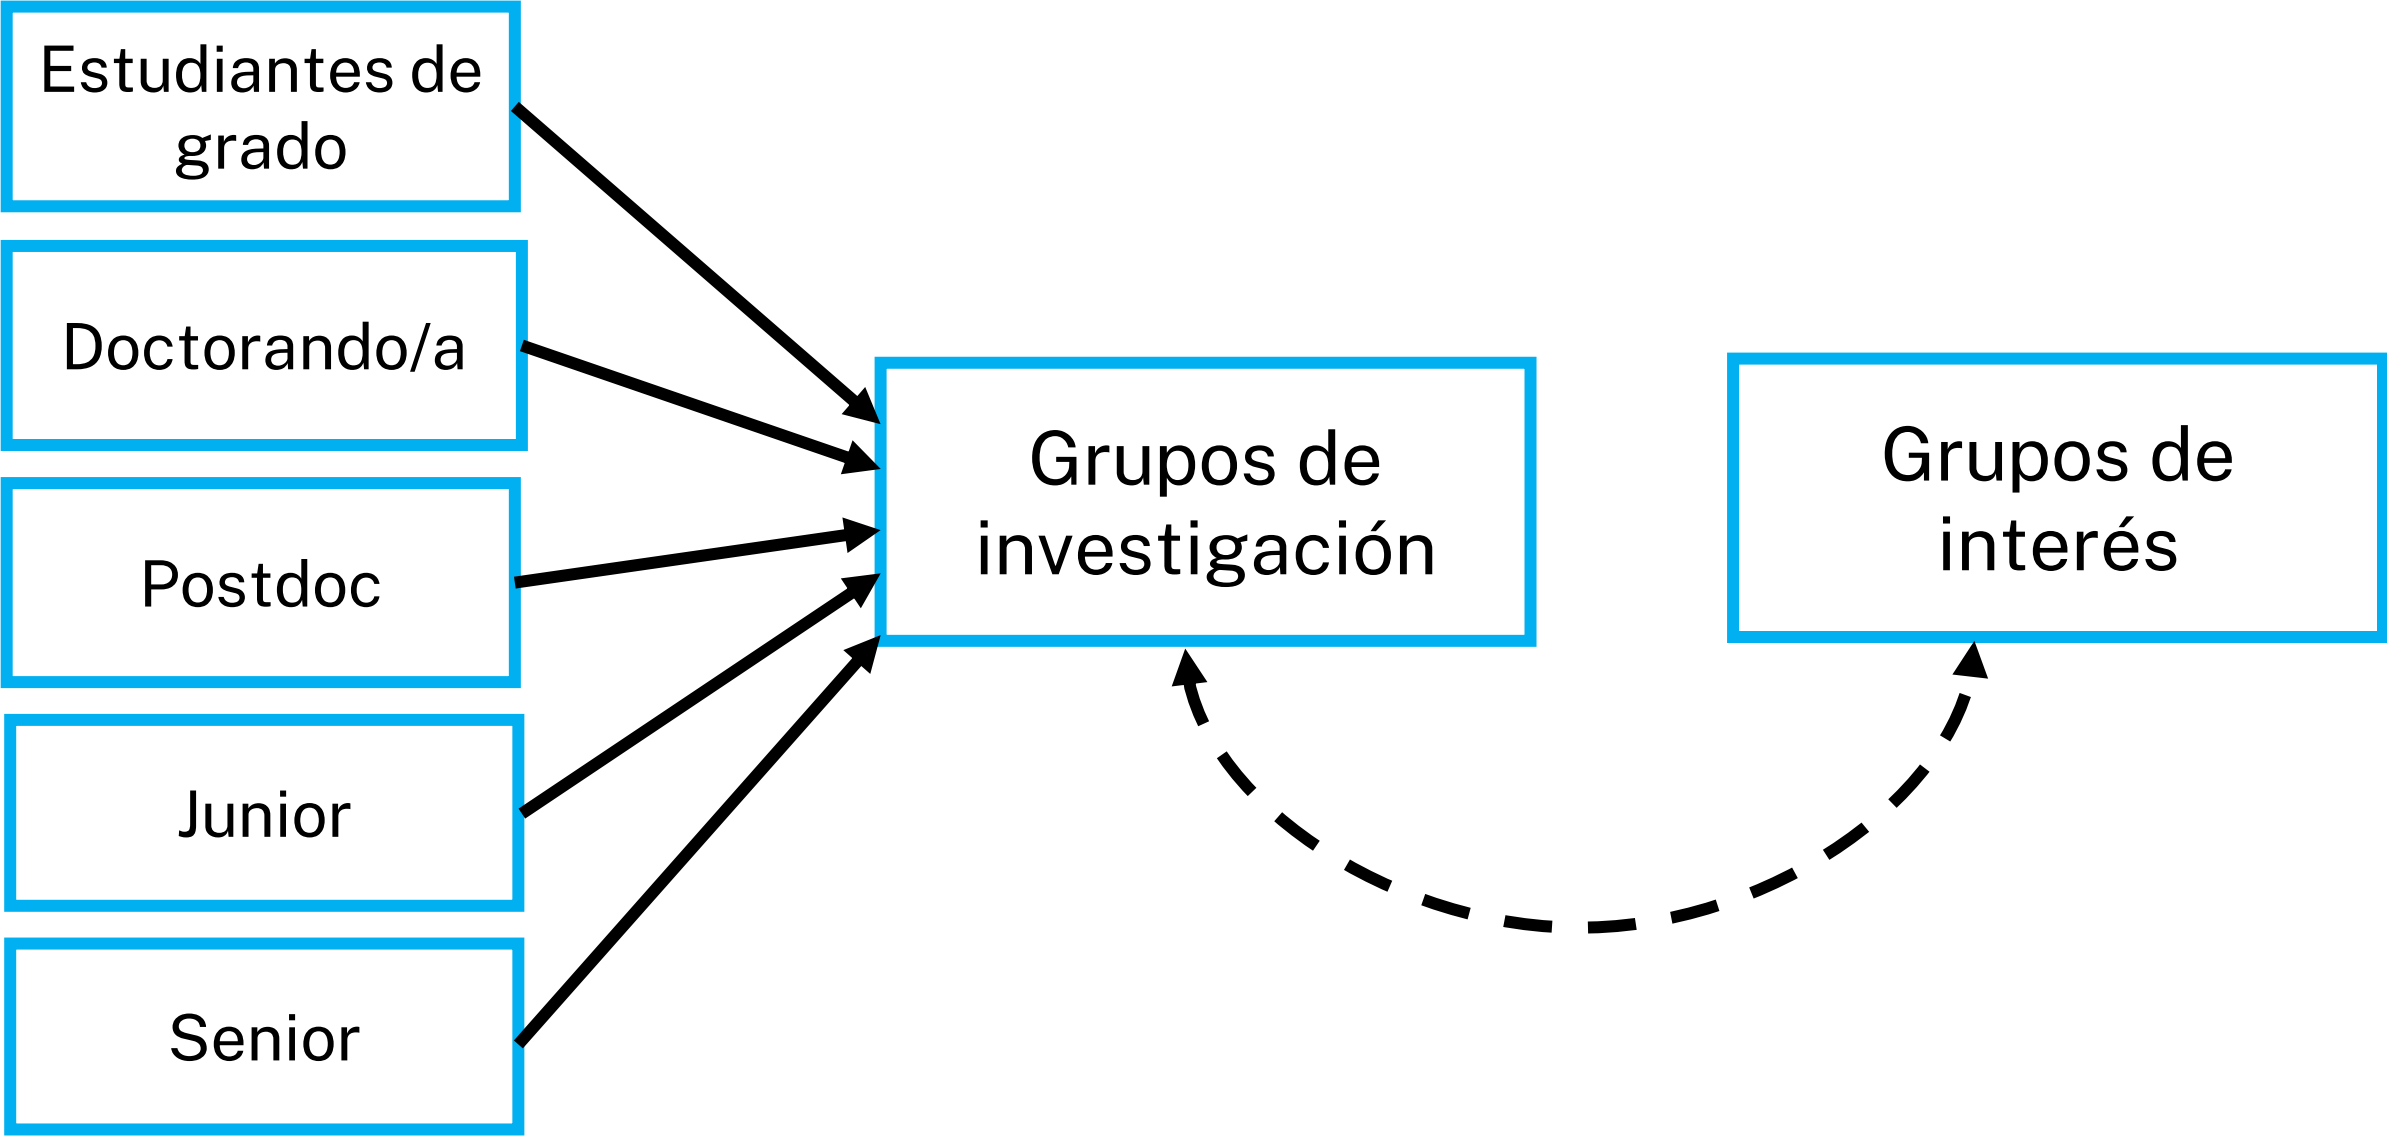 Estudiantes de
grado
Doctorando/a
Postdoc
Junior
Senior
Grupos de
investigación
Grupos de
interés